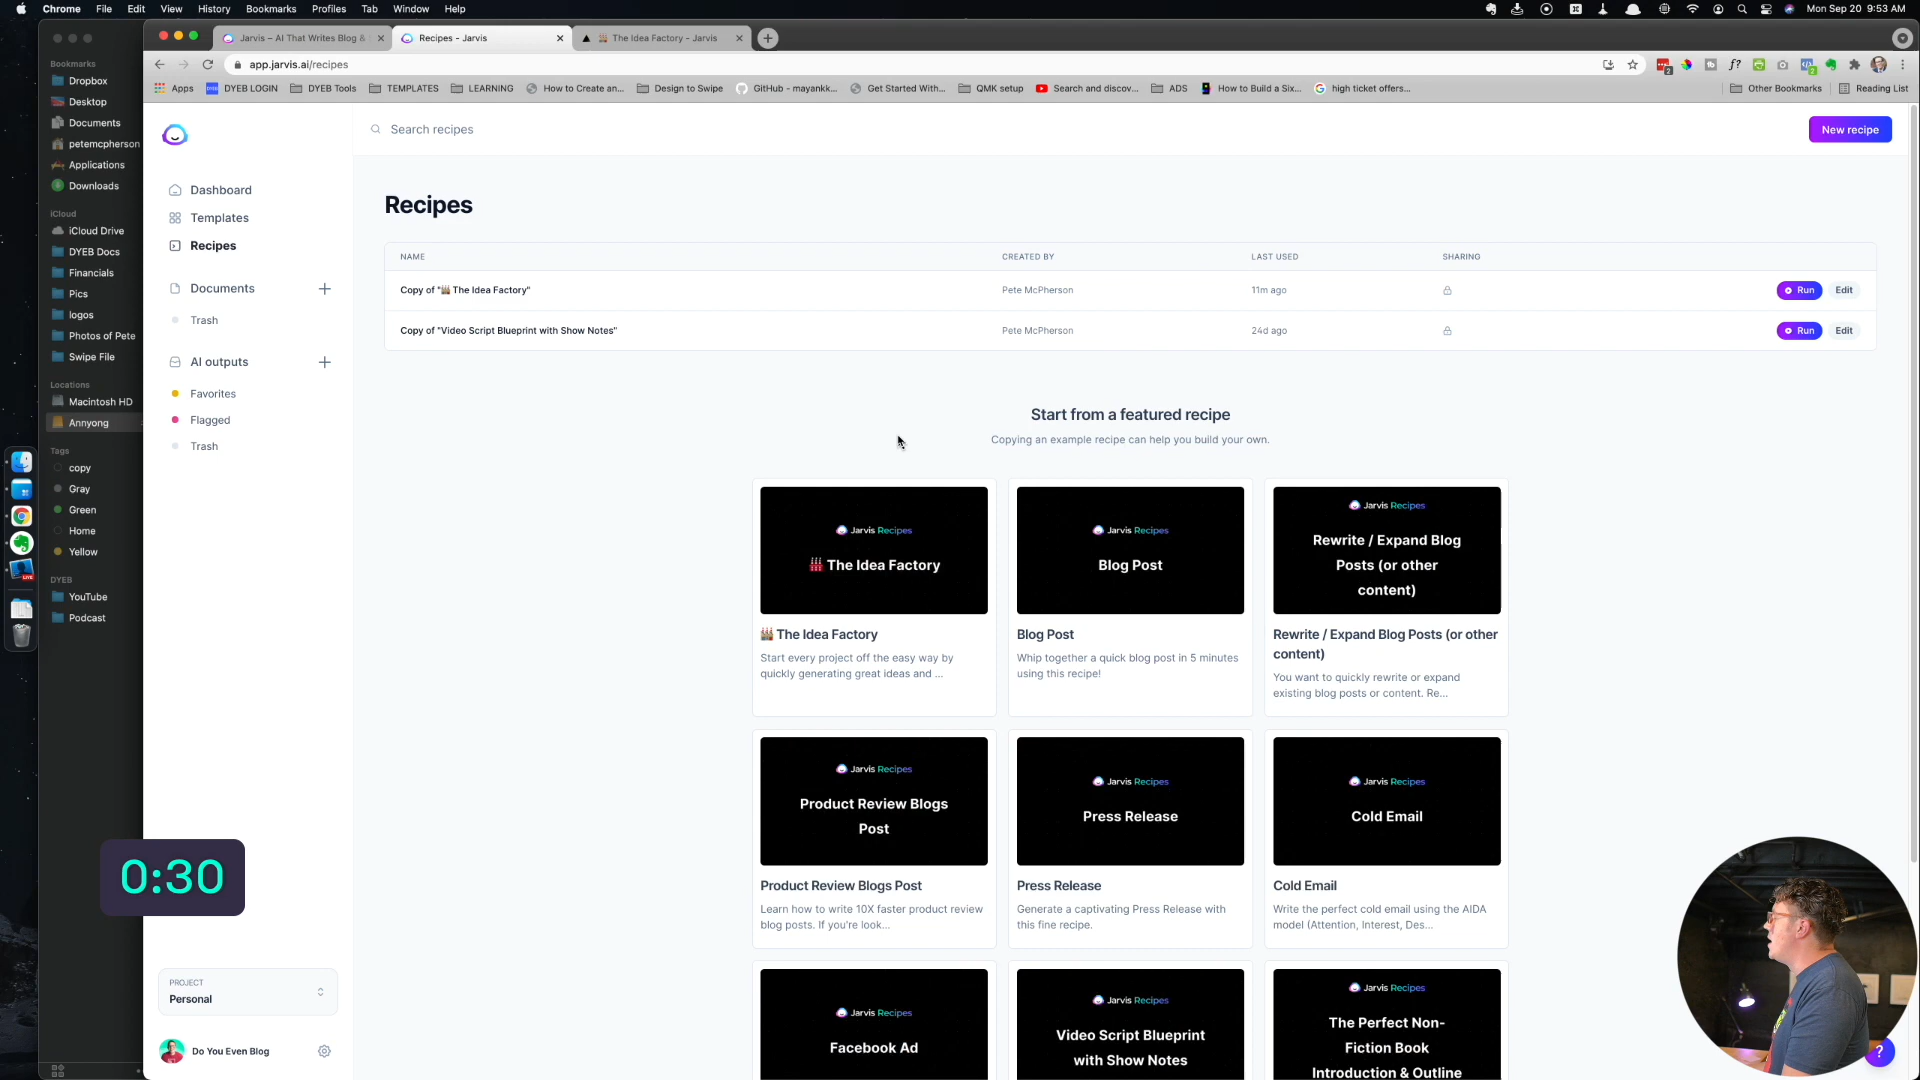 Chrome File Edit View History Bookmarks Profiles Tab Window Help
Mon Sep 20 9:53 AM
Jarvis – AI That Writes Blog &
Recipes - Jarvis
The Idea Factory - Jarvis
app.jarvis.ai/recipes
Apps DYEB LOGIN DYEB Tools TEMPLATES LEARNING How to Create an... Design to Swipe GitHub - mayankk... Get Started With... QMK setup Search and discov... ADS How to Build a Six... high ticket offers... Other Bookmarks Reading List
Bookmarks
Dropbox
Desktop
Documents
petemcpherson
Applications
Downloads
iCloud
iCloud Drive
DYEB Docs
Financials
Pics
logos
Photos of Pete
Swipe File
Locations
Macintosh HD
Annyong
Tags
copy
Gray
Green
Home
Yellow
DYEB
YouTube
Podcast
Dashboard
Templates
Recipes
Documents
Trash
AI outputs
Favorites
Flagged
Trash
0:30
PROJECT
Personal
Do You Even Blog
Search recipes
New recipe
Recipes
NAME CREATED BY LAST USED SHARING
Copy of "🏭 The Idea Factory" Pete McPherson 11m ago Run Edit
Copy of "Video Script Blueprint with Show Notes" Pete McPherson 24d ago Run Edit
Start from a featured recipe
Copying an example recipe can help you build your own.
Jarvis Recipes
🏭 The Idea Factory
🏭 The Idea Factory
Start every project off the easy way by
quickly generating great ideas and ...
Jarvis Recipes
Blog Post
Blog Post
Whip together a quick blog post in 5 minutes
using this recipe!
Jarvis Recipes
Rewrite / Expand Blog
Posts (or other
content)
Rewrite / Expand Blog Posts (or other
content)
You want to quickly rewrite or expand
existing blog posts or content. Re...
Jarvis Recipes
Product Review Blogs
Post
Product Review Blogs Post
Learn how to write 10X faster product review
blog posts. If you're look...
Jarvis Recipes
Press Release
Press Release
Generate a captivating Press Release with
this fine recipe.
Jarvis Recipes
Cold Email
Cold Email
Write the perfect cold email using the AIDA
model (Attention, Interest, Des...
Jarvis Recipes
Facebook Ad
Jarvis Recipes
Video Script Blueprint
with Show Notes
Jarvis Recipes
The Perfect Non-
Fiction Book
Introduction & Outline
?